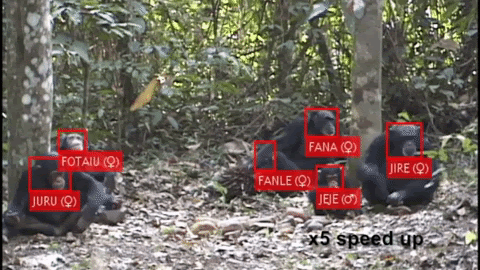 FOTAIU (♀)
JURU (♀)
FANA (♀)
FANLE (♀)
JEJE (♂)
JIRE (♀)
x5 speed up